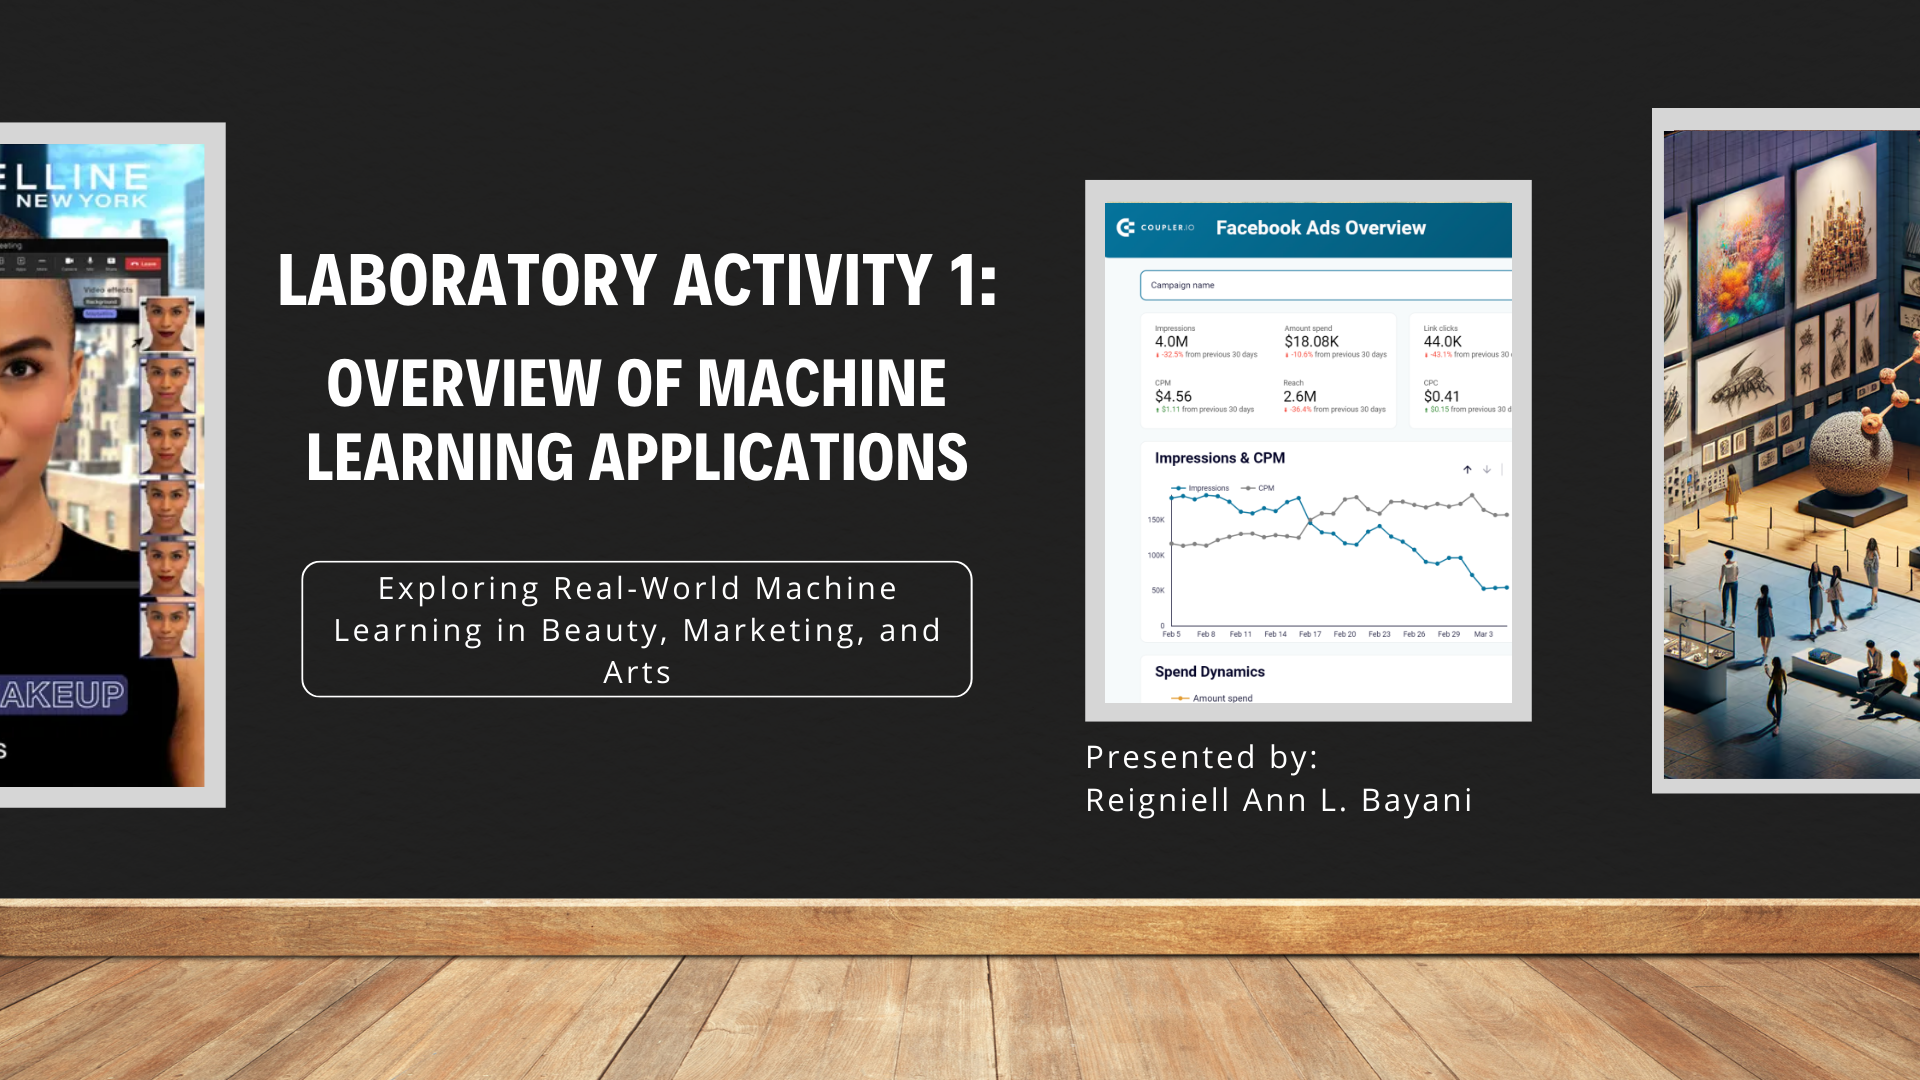 ELLINE
NEW YORK
eeting
Leave
Video effects
Background
AKEUP
S
LABORATORY ACTIVITY 1:
OVERVIEW OF MACHINE
LEARNING APPLICATIONS
Exploring Real-World Machine
Learning in Beauty, Marketing, and
Arts
COUPLER.IO
Facebook Ads Overview
Campaign name
Impressions
4.0M
-32.5% from previous 30 days
Amount spend
$18.08K
-10.6% from previous 30 days
Link clicks
44.0K
-43.1% from previous 30
CPM
$4.56
$1.11 from previous 30 days
Reach
2.6M
-36.4% from previous 30 days
CPC
$0.41
$0.15 from previous 30 d
Impressions & CPM
Impressions CPM
150K
100K
50K
0
Feb 5 Feb 8 Feb 11 Feb 14 Feb 17 Feb 20 Feb 23 Feb 26 Feb 29 Mar 3
Spend Dynamics
Amount spend
Presented by:
Reigniell Ann L. Bayani